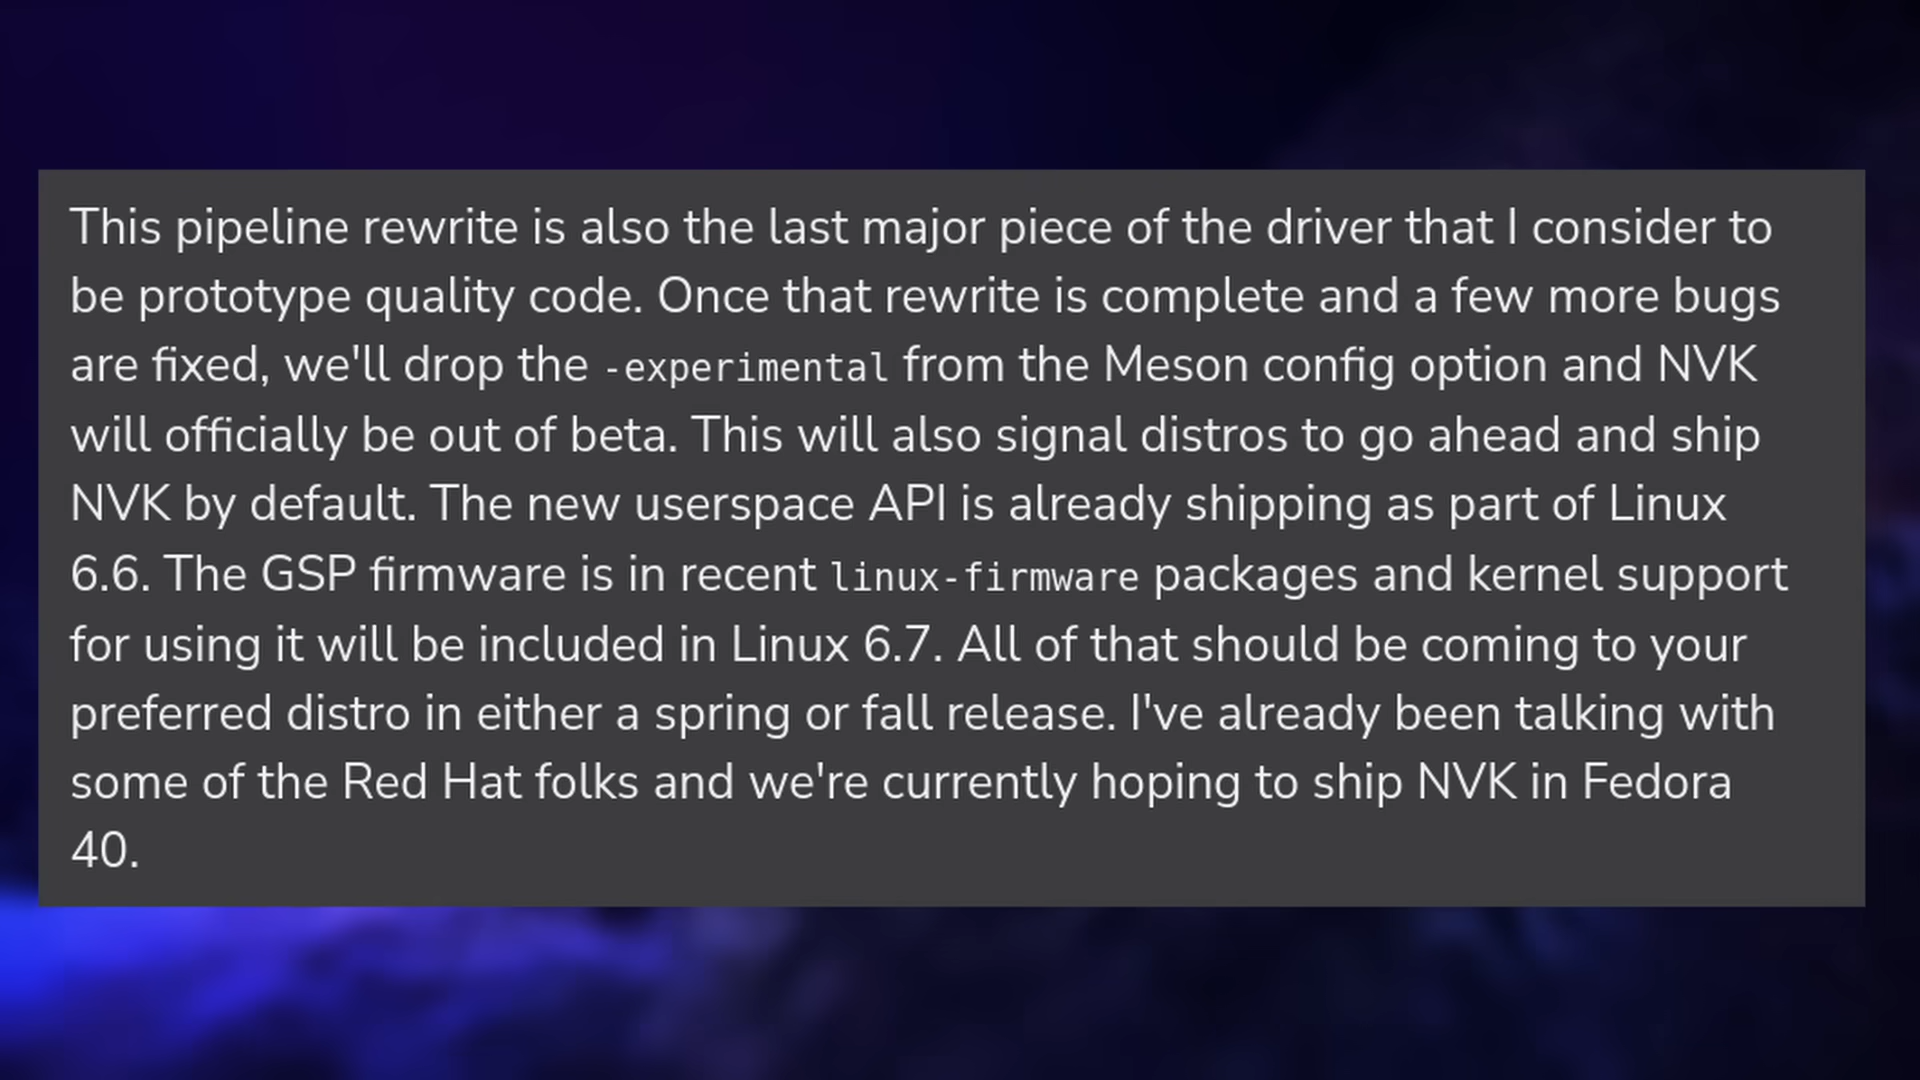 This pipeline rewrite is also the last major piece of the driver that I consider to
be prototype quality code. Once that rewrite is complete and a few more bugs
are fixed, we'll drop the -experimental from the Meson config option and NVK
will officially be out of beta. This will also signal distros to go ahead and ship
NVK by default. The new userspace API is already shipping as part of Linux
6.6. The GSP firmware is in recent linux-firmware packages and kernel support
for using it will be included in Linux 6.7. All of that should be coming to your
preferred distro in either a spring or fall release. I've already been talking with
some of the Red Hat folks and we're currently hoping to ship NVK in Fedora
40.